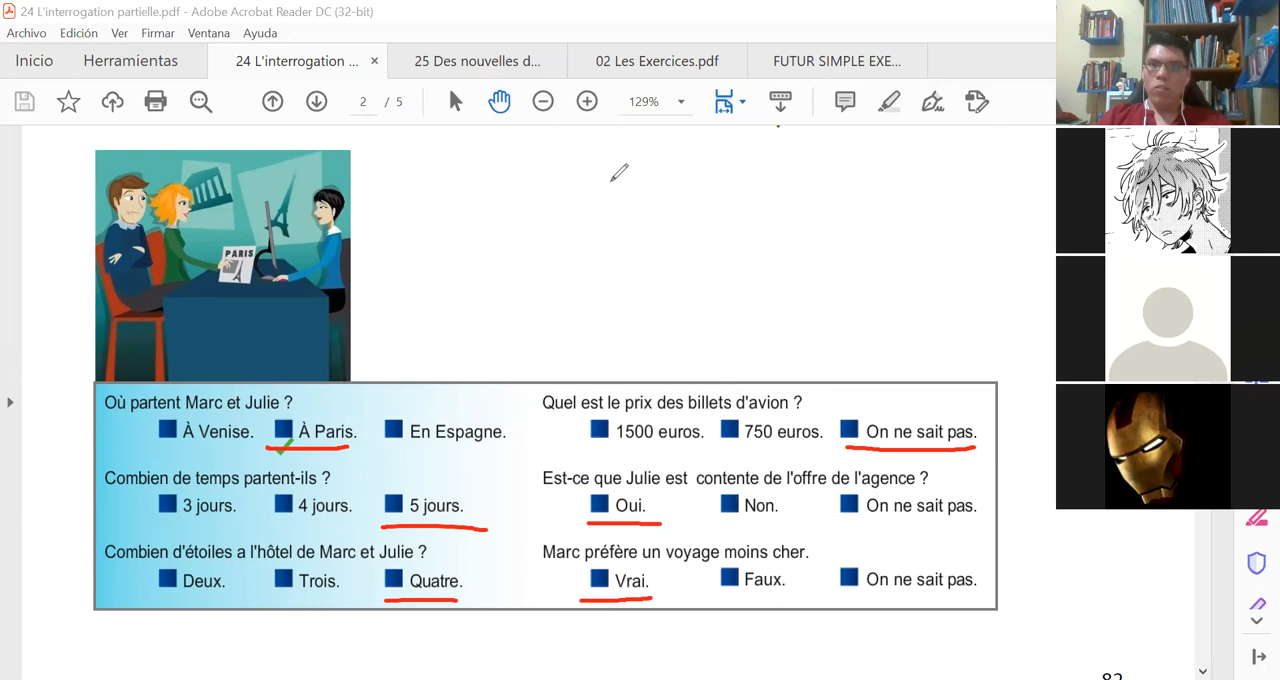 24 L'interrogation partielle.pdf - Adobe Acrobat Reader DC (32-bit)
Archivo Edición Ver Firmar Ventana Ayuda
Inicio Herramientas 24 L'interrogation ... × 25 Des nouvelles d... 02 Les Exercices.pdf FUTUR SIMPLE EXE...
2 / 5 129%
PARIS
Où partent Marc et Julie ?
À Venise. À Paris. En Espagne.
Combien de temps partent-ils ?
3 jours. 4 jours. 5 jours.
Combien d'étoiles a l'hôtel de Marc et Julie ?
Deux. Trois. Quatre.
Quel est le prix des billets d'avion ?
1500 euros. 750 euros. On ne sait pas.
Est-ce que Julie est contente de l'offre de l'agence ?
Oui. Non. On ne sait pas.
Marc préfère un voyage moins cher.
Vrai. Faux. On ne sait pas.